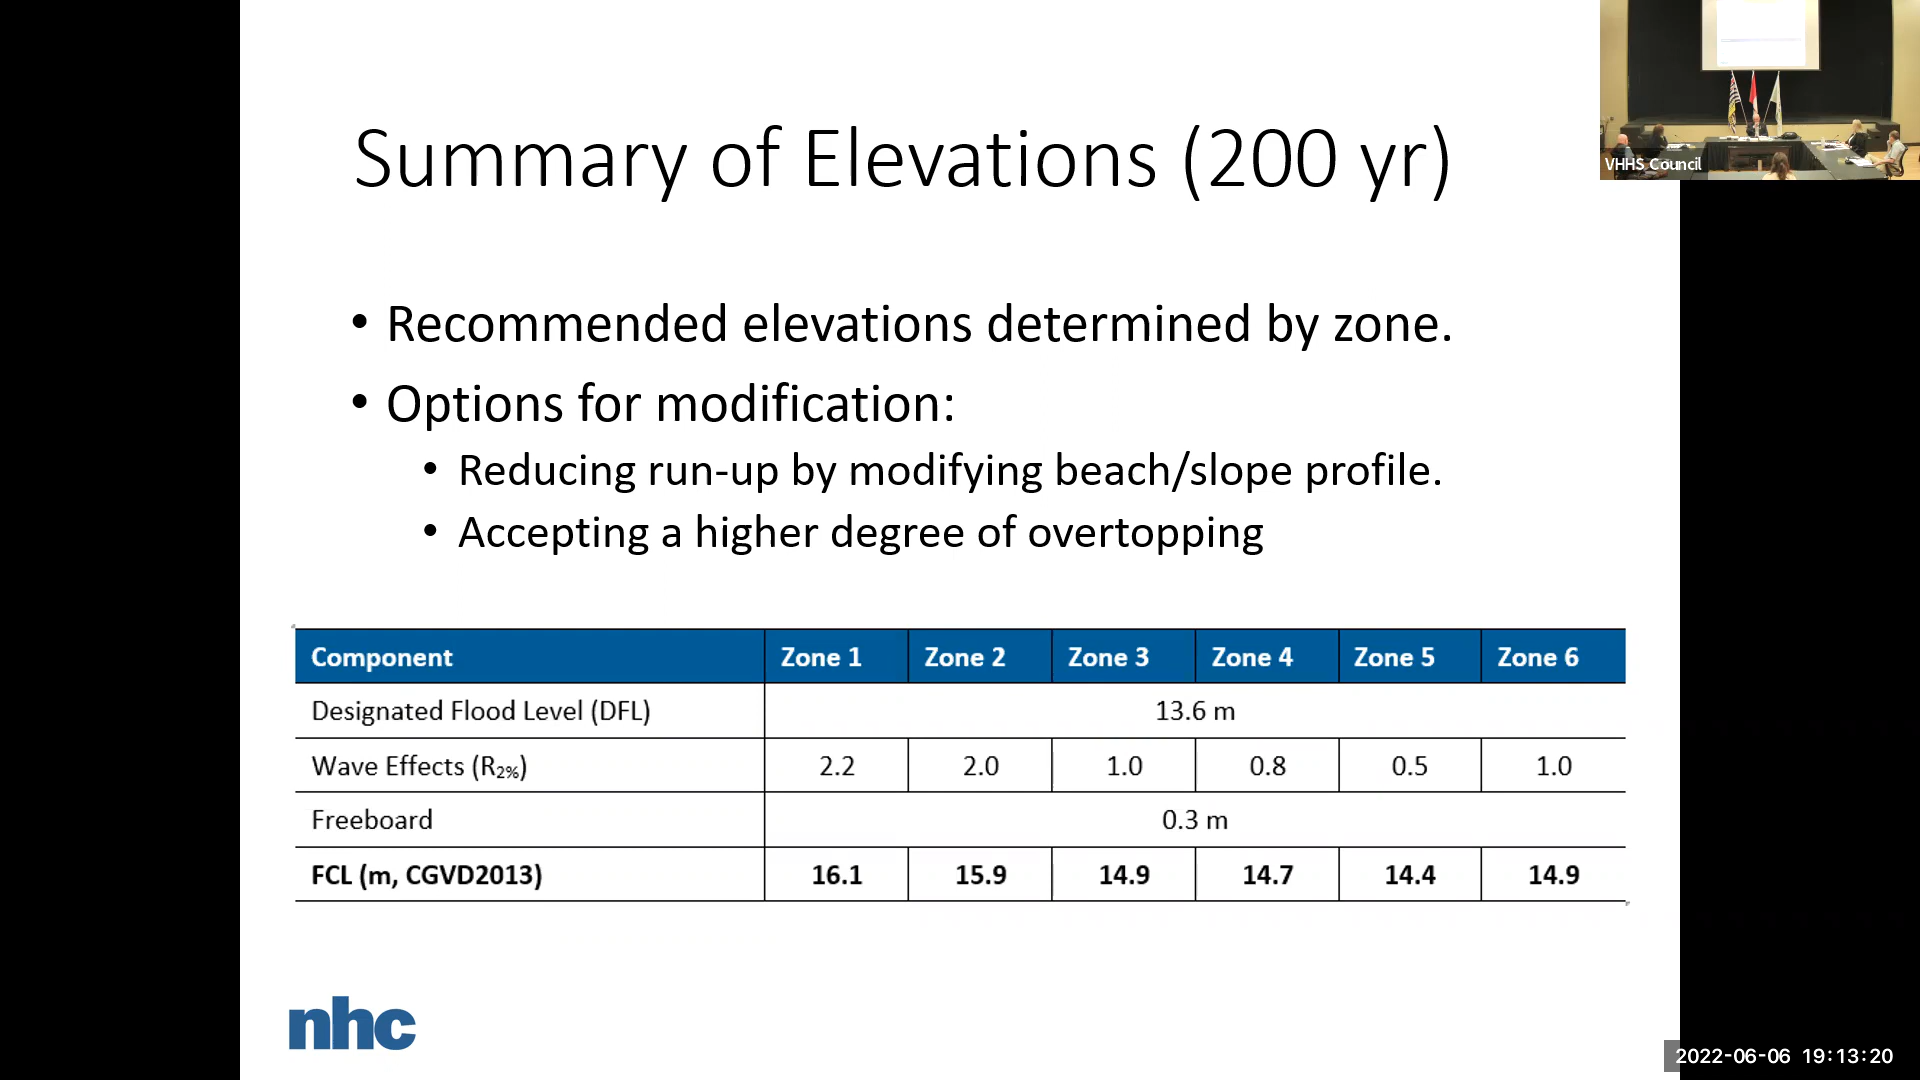 VHHS Council
Summary of Elevations (200 yr)
• Recommended elevations determined by zone.
• Options for modification:
• Reducing run-up by modifying beach/slope profile.
• Accepting a higher degree of overtopping
Component Zone 1 Zone 2 Zone 3 Zone 4 Zone 5 Zone 6
Designated Flood Level (DFL) 13.6 m
Wave Effects (R2%) 2.2 2.0 1.0 0.8 0.5 1.0
Freeboard 0.3 m
FCL (m, CGVD2013) 16.1 15.9 14.9 14.7 14.4 14.9
nhc
2022-06-06 19:13:20